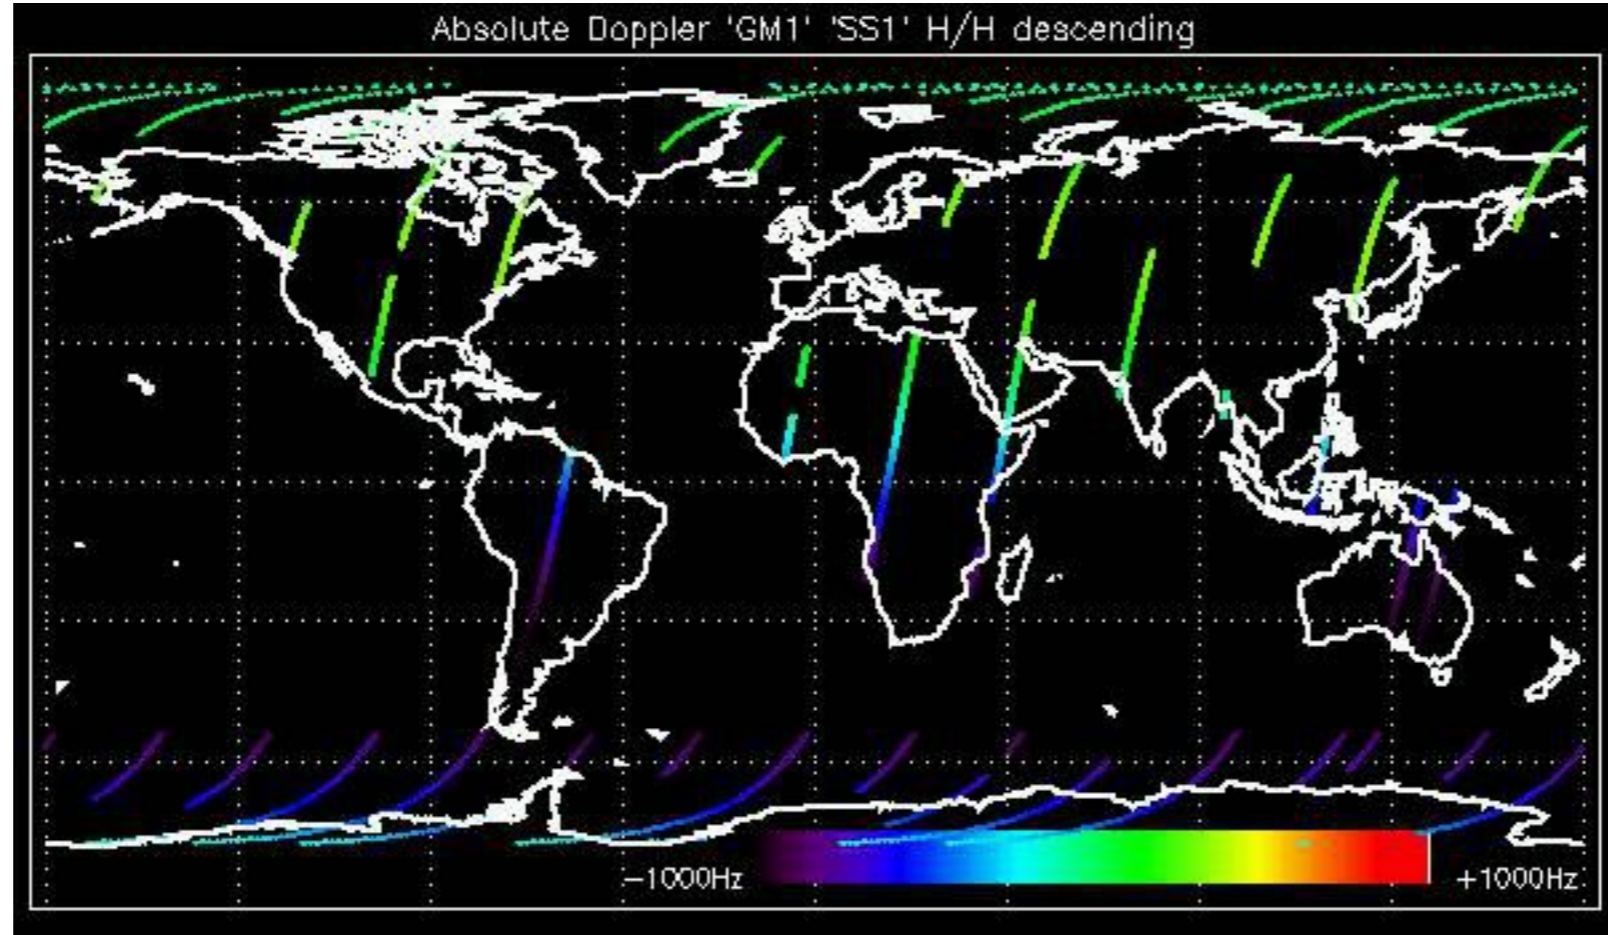 Absolute Doppler 'GM1' 'SS1' H/H descending
−1000Hz +1000Hz